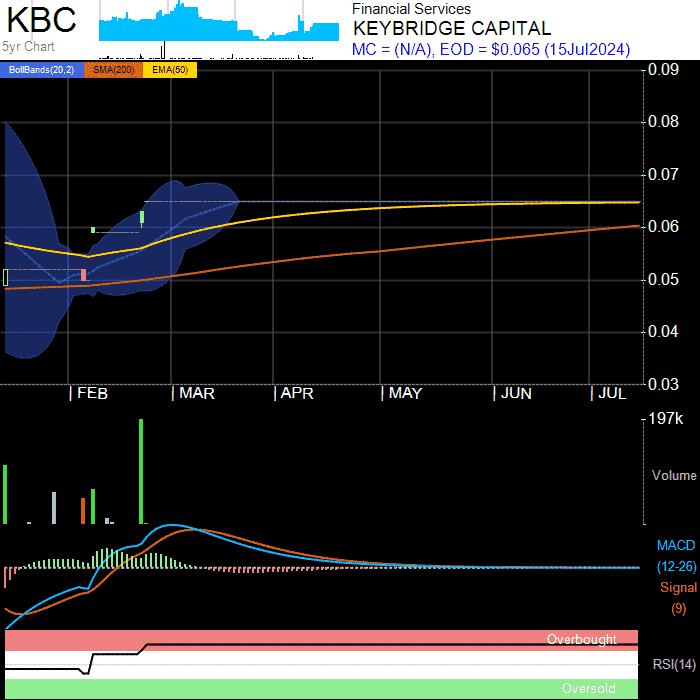 KBC
5yr Chart
Financial Services
KEYBRIDGE CAPITAL
MC = (N/A), EOD = $0.065 (15Jul2024)
BollBands(20,2) SMA(200) EMA(50)
0.09
0.08
0.07
0.06
0.05
0.04
0.03
FEB MAR APR MAY JUN JUL
197k
Volume
MACD
(12-26)
Signal
(9)
Overbought
RSI(14)
Oversold